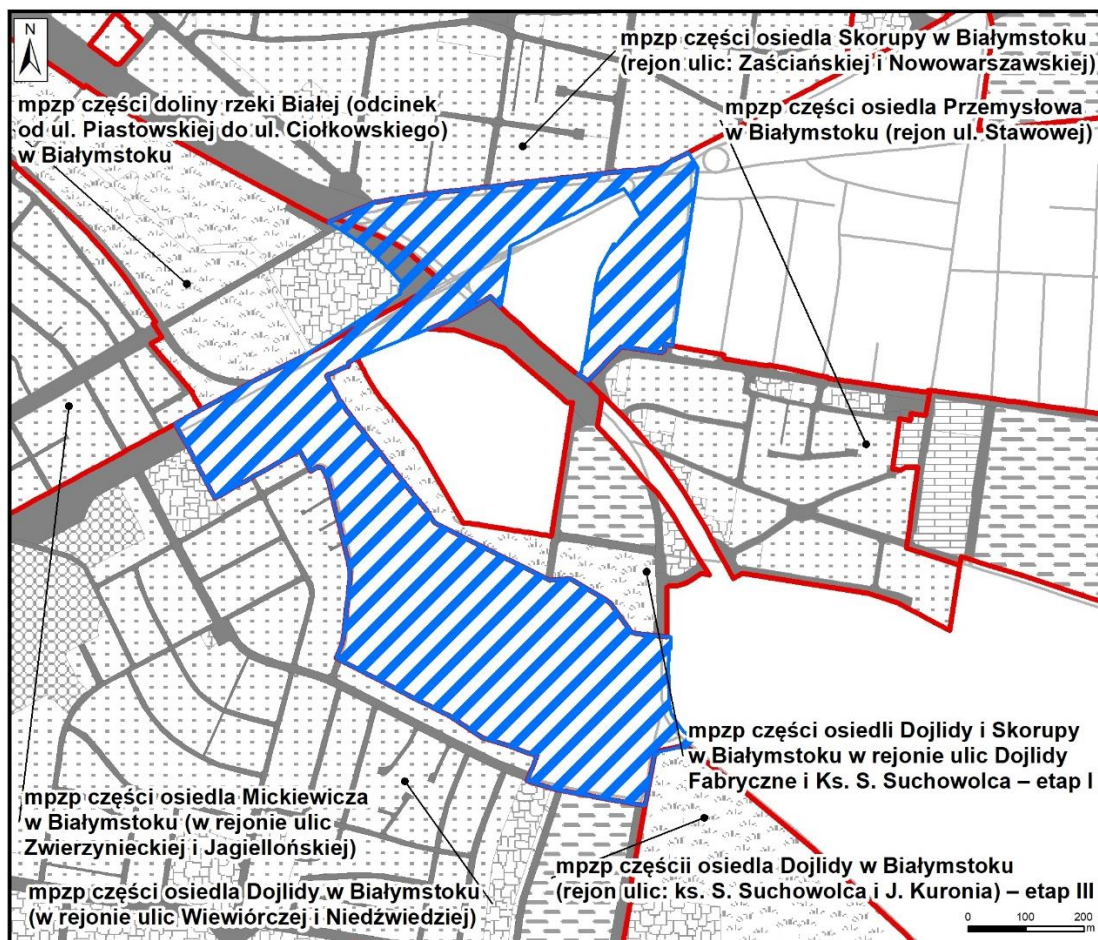 N
mpzp części osiedla Skorupy w Białymstoku
(rejon ulic: Zaściańskiej i Nowowarszawskiej)
mpzp części doliny rzeki Białej (odcinek
od ul. Piastowskiej do ul. Ciołkowskiego)
w Białymstoku
mpzp części osiedla Przemysłowa
w Białymstoku (rejon ul. Stawowej)
mpzp części osiedli Dojlidy i Skorupy
w Białymstoku w rejonie ulic Dojlidy
Fabryczne i Ks. S. Suchowolca – etap I
mpzp części osiedla Mickiewicza
w Białymstoku (w rejonie ulic
Zwierzynieckiej i Jagiellońskiej)
mpzp częścii osiedla Dojlidy w Białymstoku
(rejon ulic: ks. S. Suchowolca i J. Kuronia) – etap III
mpzp części osiedla Dojlidy w Białymstoku
(w rejonie ulic Wiewiórczej i Niedźwiedziej)
0 100 200
m